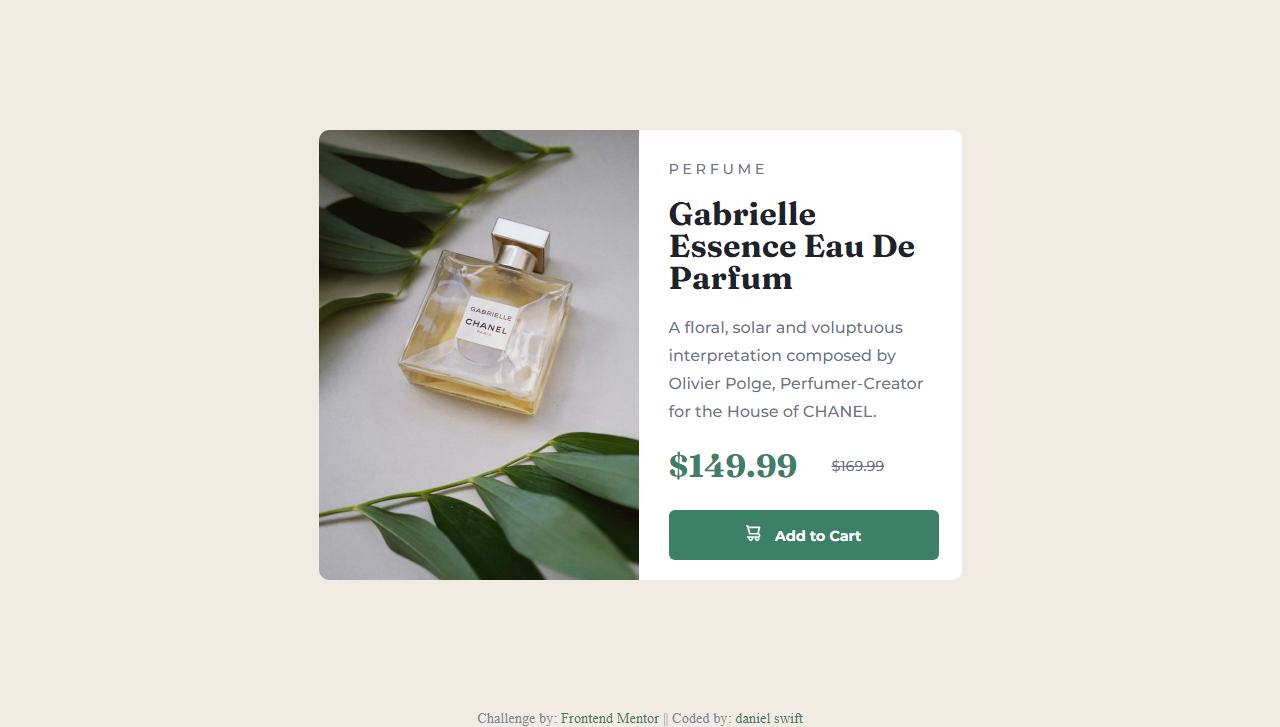 GABRIELLE
CHANEL
PARIS
PERFUME
Gabrielle
Essence Eau De
Parfum
A floral, solar and voluptuous
interpretation composed by
Olivier Polge, Perfumer-Creator
for the House of CHANEL.
$149.99 $169.99
Add to Cart
Challenge by: Frontend Mentor || Coded by: daniel swift